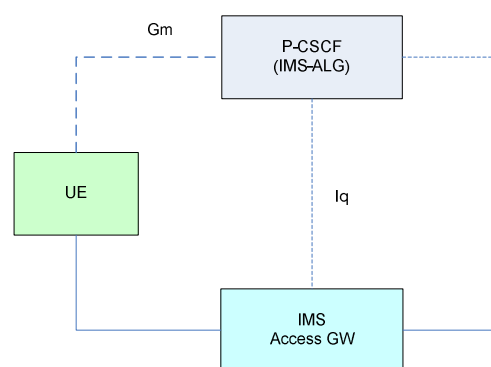 Gm
P-CSCF
(IMS-ALG)
UE
Iq
IMS
Access GW